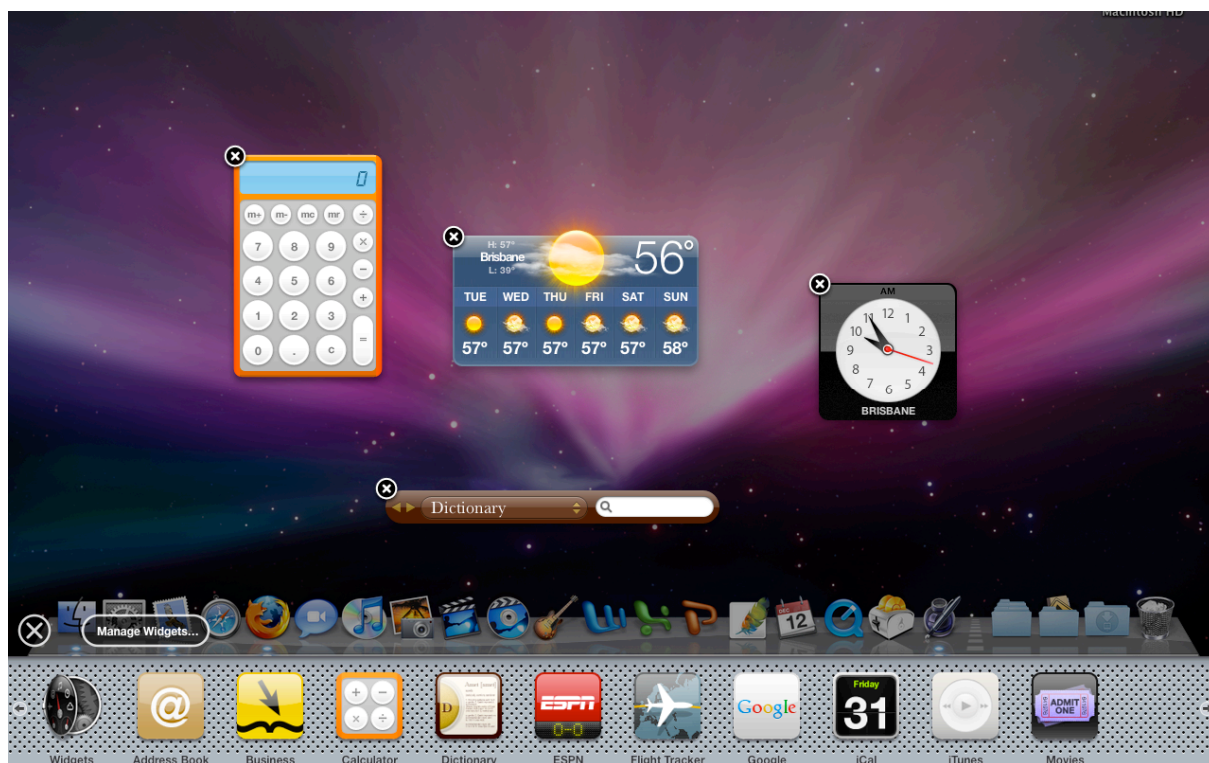 Macintosh HD
0
m+ m- mc mr ÷
7 8 9 ×
4 5 6 −
1 2 3 +
0 . c =
H: 57°
Brisbane
L: 39°
56°
TUE WED THU FRI SAT SUN
57° 57° 57° 57° 57° 58°
AM
12 1 2 3 4 5 6 7 8 9 10 11
BRISBANE
Dictionary
DEC
12
Manage Widgets...
@
+ −
× ÷
D
ESPN
0-0
Google
Friday
31
ADMIT
ONE
Widgets Address Book Business Calculator Dictionary ESPN Flight Tracker Google iCal iTunes Movies